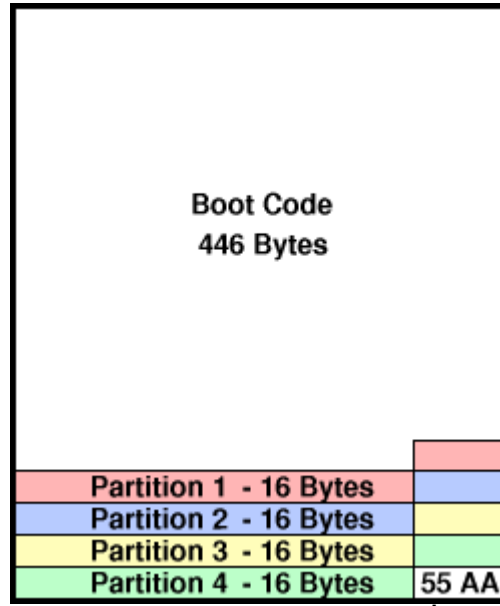 Boot Code
446 Bytes
Partition 1 - 16 Bytes
Partition 2 - 16 Bytes
Partition 3 - 16 Bytes
Partition 4 - 16 Bytes 55 AA